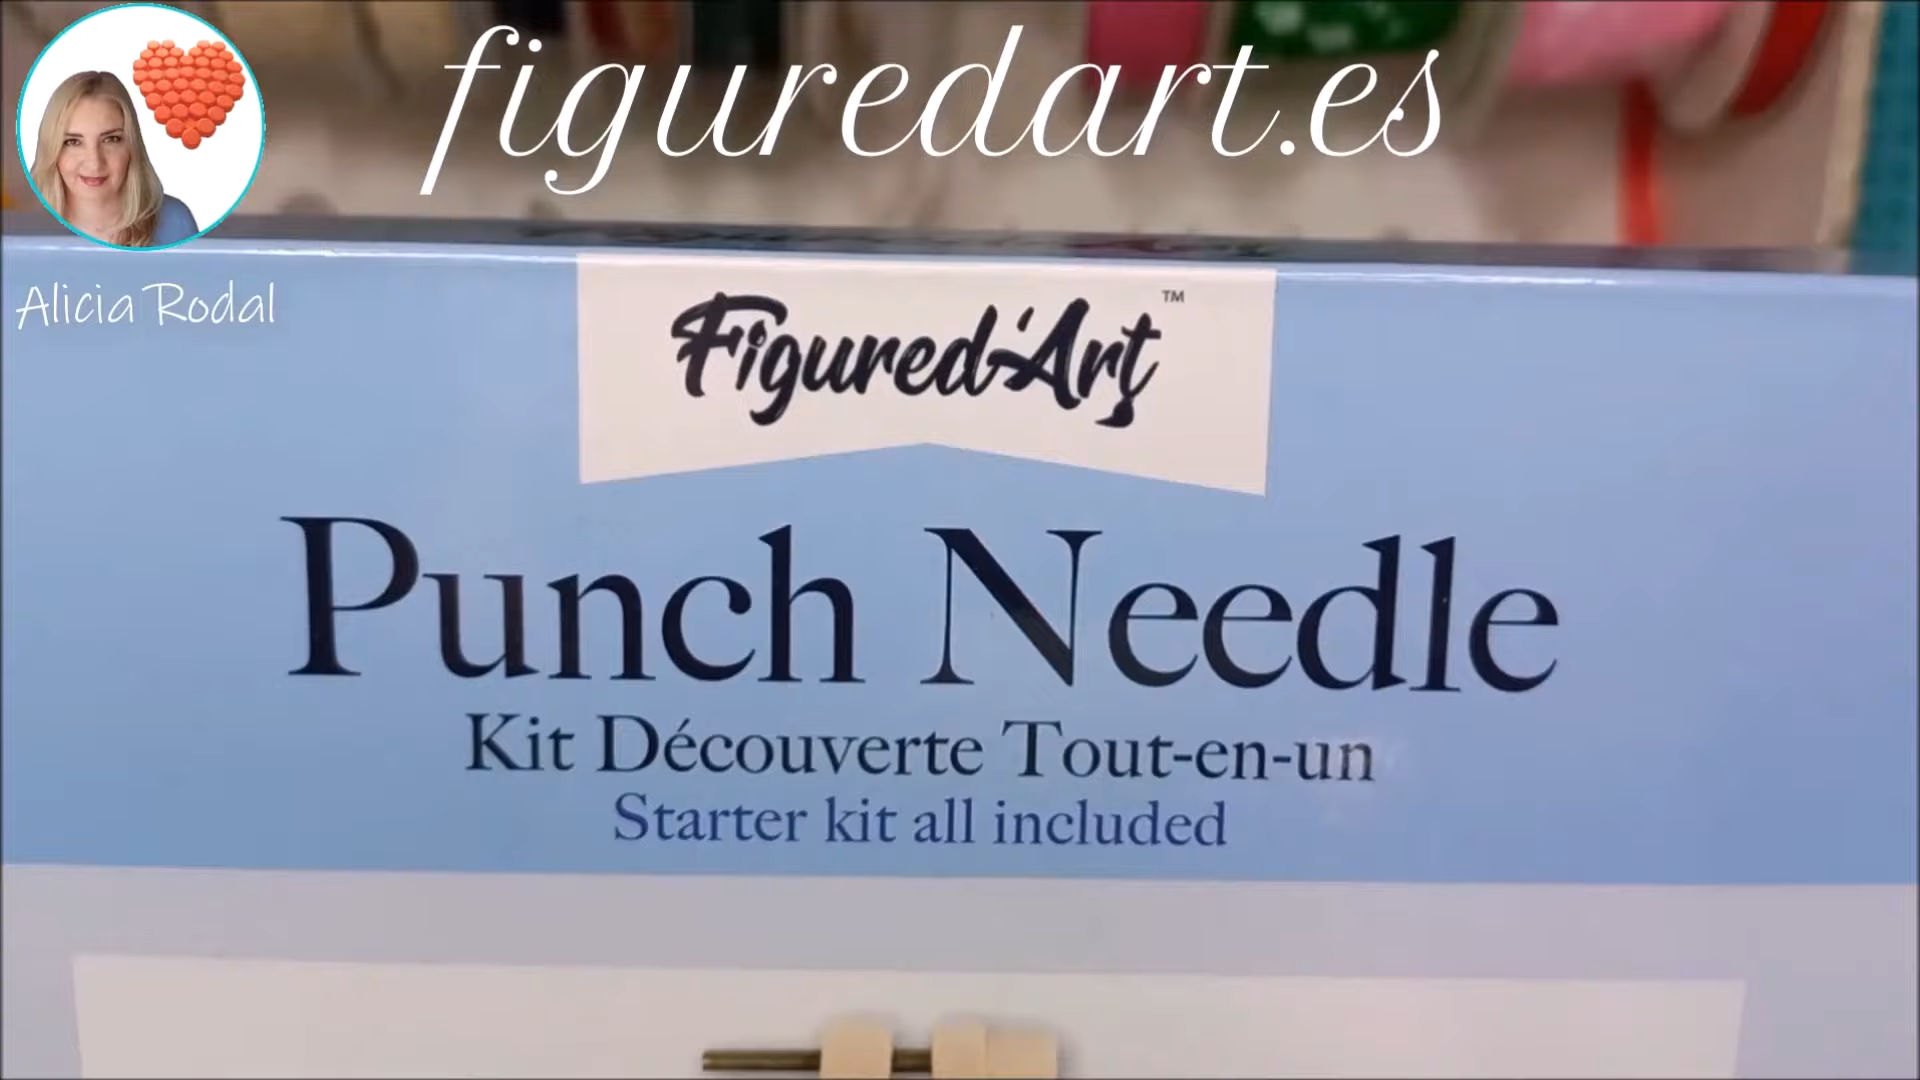 figuredart.es
Alicia Rodal
Figured'Art™
Punch Needle
Kit Découverte Tout-en-un
Starter kit all included